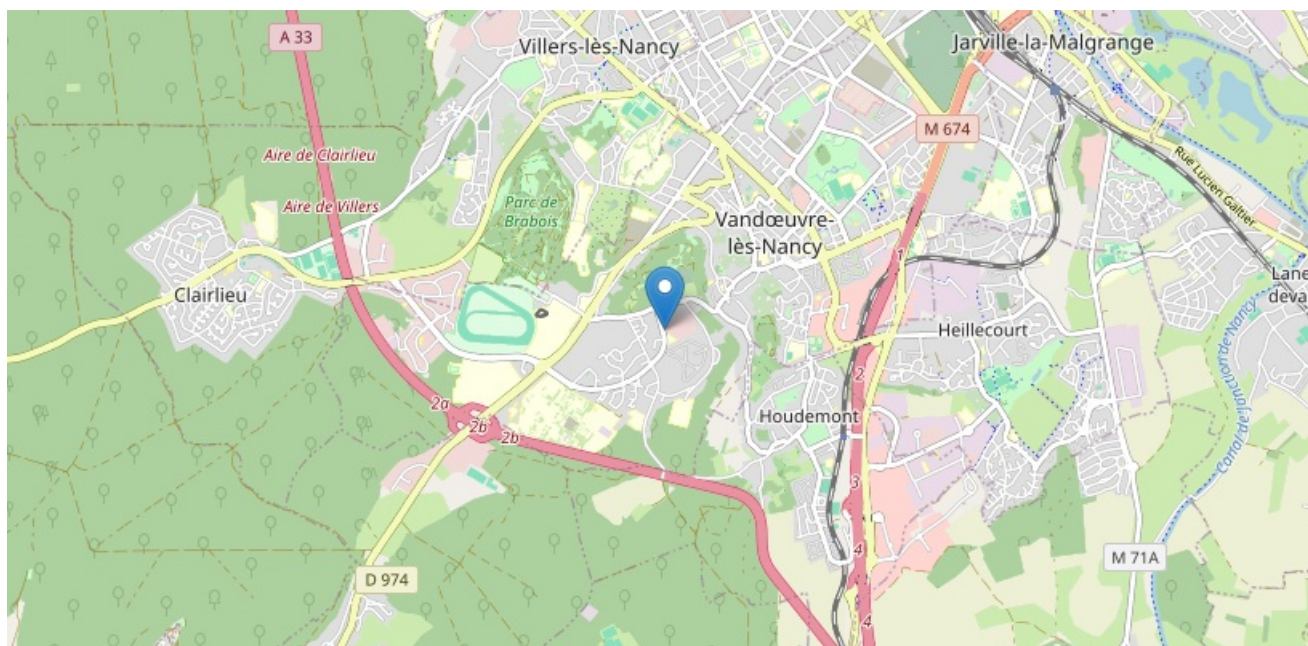 A 33
Villers-lès-Nancy
Jarville-la-Malgrange
M 674
Aire de Clairlieu
Rue Lucien Galtier
Aire de Villers
Parc de
Brabois
Vandœuvre-
lès-Nancy
1
Clairlieu
Lane
deva
Heillecourt
Canal de Jonction de Nancy
2
2a
2b
2b
Houdemont
3
4
M 71A
D 974
4